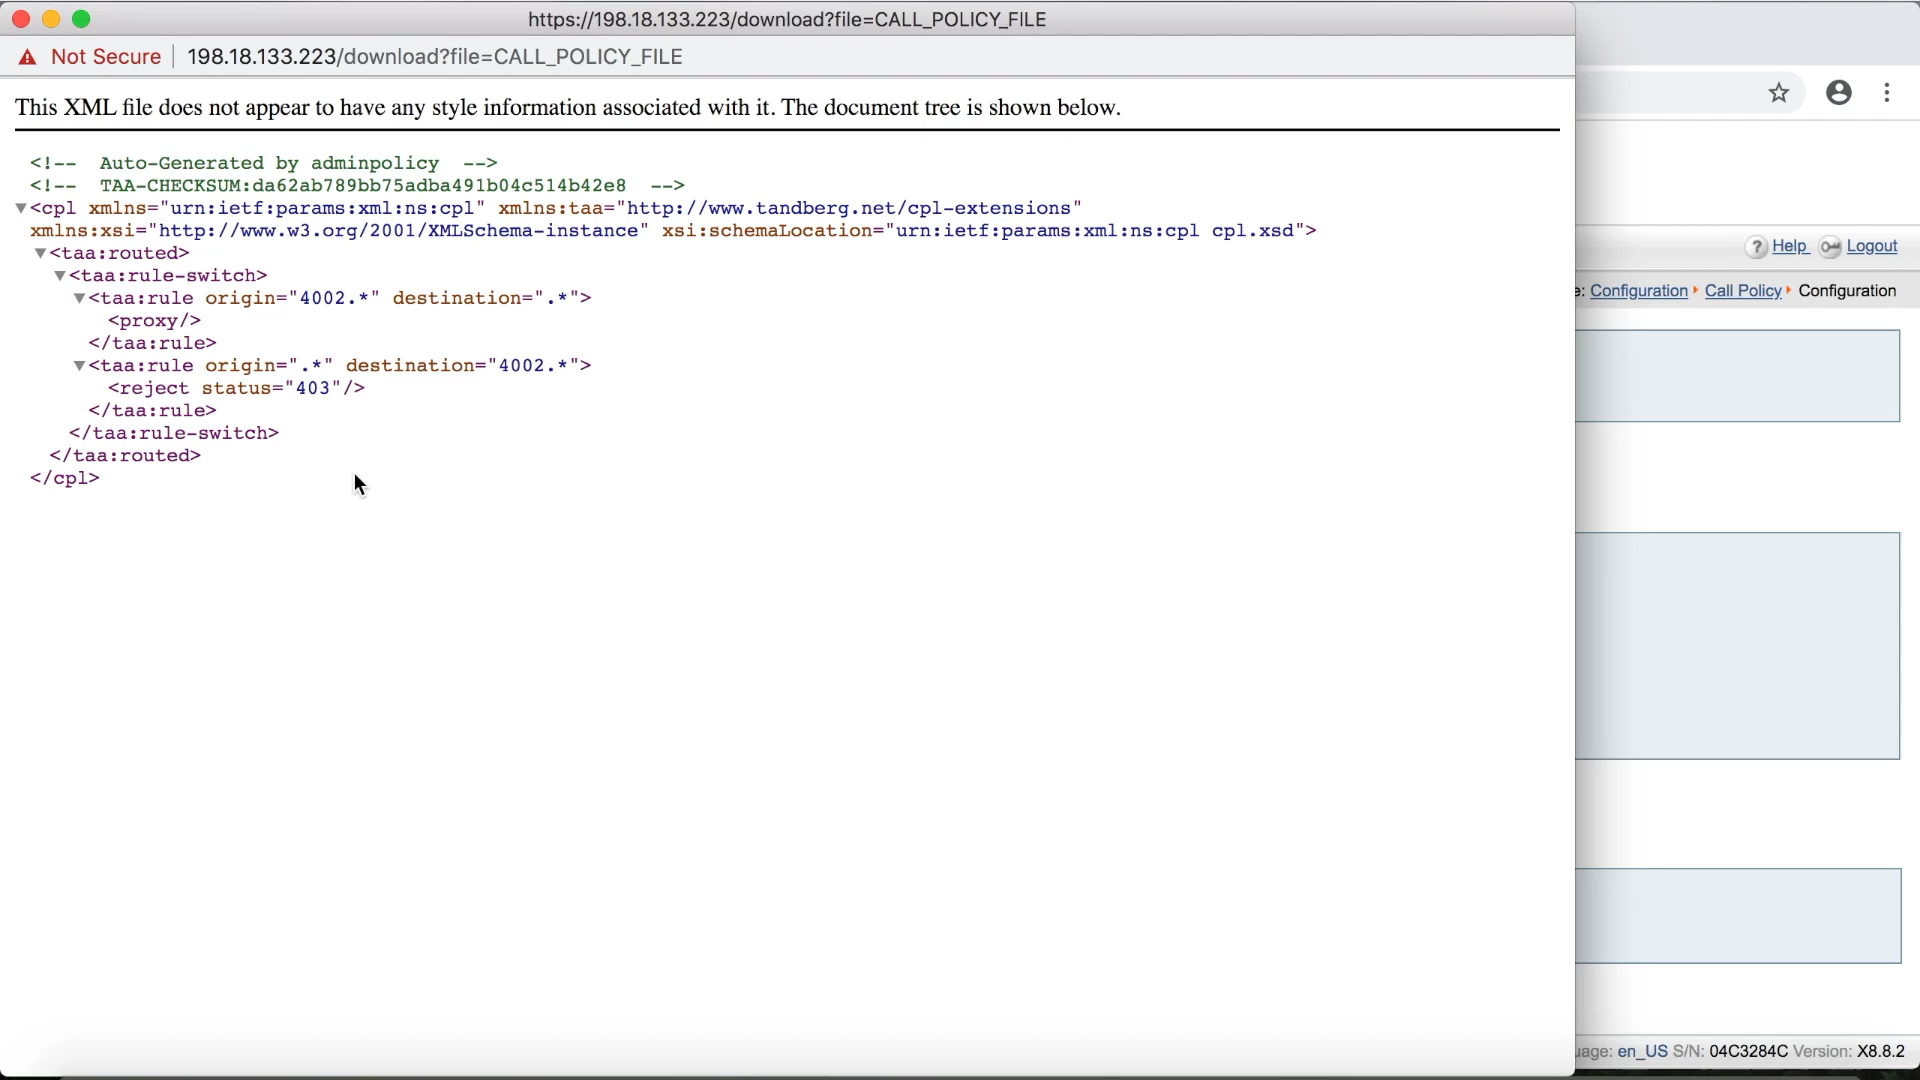 https://198.18.133.223/download?file=CALL_POLICY_FILE
Not Secure | 198.18.133.223/download?file=CALL_POLICY_FILE
This XML file does not appear to have any style information associated with it. The document tree is shown below.
<!--  Auto-Generated by adminpolicy  -->
<!--  TAA-CHECKSUM:da62ab789bb75adba491b04c514b42e8  -->
▼<cpl xmlns="urn:ietf:params:xml:ns:cpl" xmlns:taa="http://www.tandberg.net/cpl-extensions"
xmlns:xsi="http://www.w3.org/2001/XMLSchema-instance" xsi:schemaLocation="urn:ietf:params:xml:ns:cpl cpl.xsd">
▼<taa:routed>
▼<taa:rule-switch>
▼<taa:rule origin="4002.*" destination=".*">
<proxy/>
</taa:rule>
▼<taa:rule origin=".*" destination="4002.*">
<reject status="403"/>
</taa:rule>
</taa:rule-switch>
</taa:routed>
</cpl>
? Help Logout
e: Configuration Call Policy Configuration
uage: en_US S/N: 04C3284C Version: X8.8.2